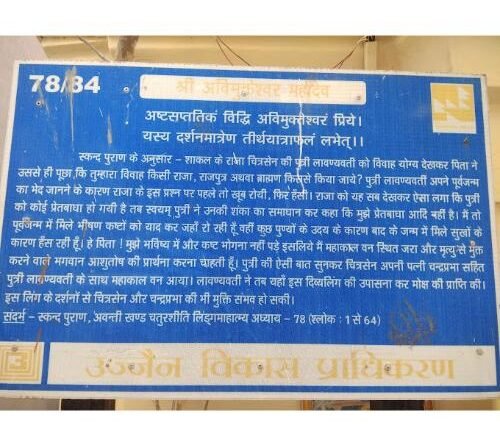 78/84
श्री अविमुक्तेश्वर महादेव
अष्टसप्ततिकं विद्धि अविमुक्तेश्वरं प्रिये।
यस्य दर्शनमात्रेण तीर्थयात्राफलं लभेत्।।
स्कन्द पुराण के अनुसार – शाकल के राजा चित्रसेन की पुत्री लावण्यवती को विवाह योग्य देखकर पिता ने
उससे ही पूछा,कि तुम्हारा विवाह किसी राजा, राजपुत्र अथवा ब्राह्मण किससे किया जाये? पुत्री लावण्यवर्ती अपने पूर्वजन्म
का भेद जानने के कारण राजा के इस प्रश्न पर पहले तो खूब रोयी, फिर हँसी। राजा को यह सब देखकर ऐसा लगा कि पुत्री
को कोई प्रेतबाधा हो गयी है तब स्वयम् पुत्री ने उनकी शंका का समाधान कर कहा कि मुझे प्रेतबाधा आदि नहीं है। मैं तो
पूर्वजन्म में मिले भीषण कष्टों को याद कर जहाँ रो रही हूँ वहीं कुछ पुण्यों के उदय के कारण बाद के जन्म में मिले सुखों के
कारण हँस रही हूँ। हे पिता ! मुझे भविष्य में और कष्ट भोगना नहीं पड़े इसलिये मैं महाकाल वन स्थित जरा और मृत्यु से मुक्त
करने वाले भगवान आशुतोष की प्रार्थना करना चाहती हूँ। पुत्री की ऐसी बात सुनकर चित्रसेन अपनी पत्नी चन्द्रप्रभा सहित
पुत्री लावण्यवती के साथ महाकाल वन आया। लावण्यवती ने तब वहाँ इस दिव्यलिंग की उपासना कर मोक्ष की प्राप्ति की।
इस लिंग के दर्शनों से चित्रसेन और चन्द्रप्रभा की भी मुक्ति संभव हो सकी।
संदर्भ – स्कन्द पुराण, अवन्ती खण्ड चतुरशीति लिंङ्गमाहात्म्य अध्याय – 78 (श्लोक : 1 से 64)
उज्जैन विकास प्राधिकरण